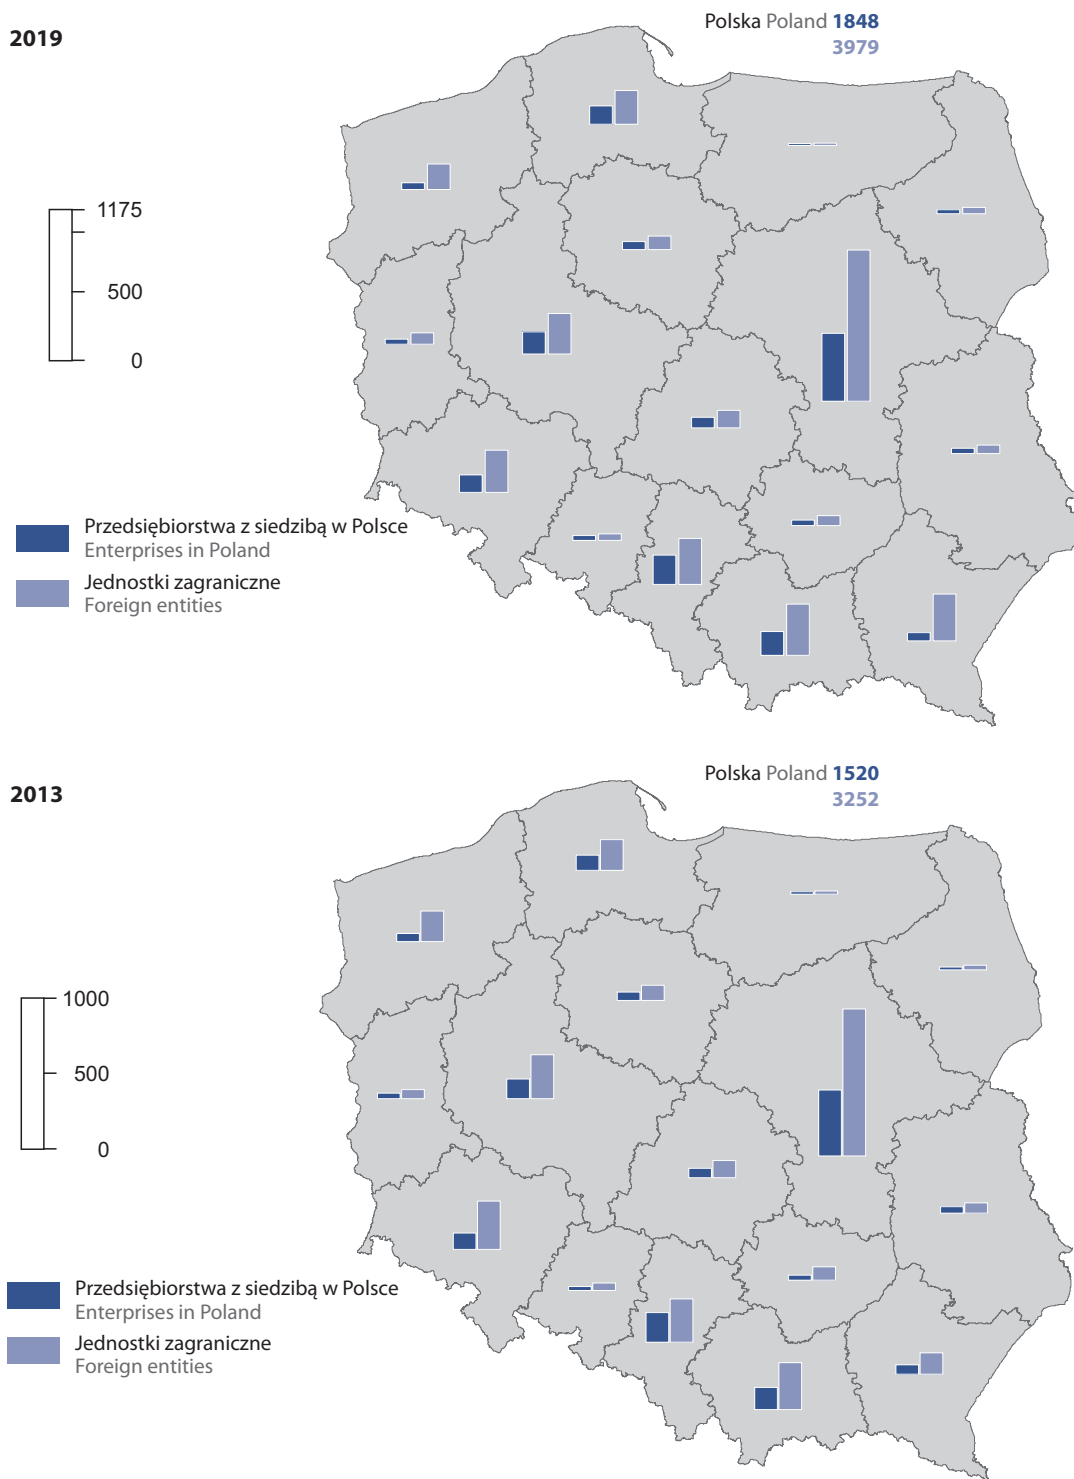 2019
Polska Poland 1848
3979
1175
500
0
Przedsiębiorstwa z siedzibą w Polsce
Enterprises in Poland
Jednostki zagraniczne
Foreign entities
2013
Polska Poland 1520
3252
1000
500
0
Przedsiębiorstwa z siedzibą w Polsce
Enterprises in Poland
Jednostki zagraniczne
Foreign entities